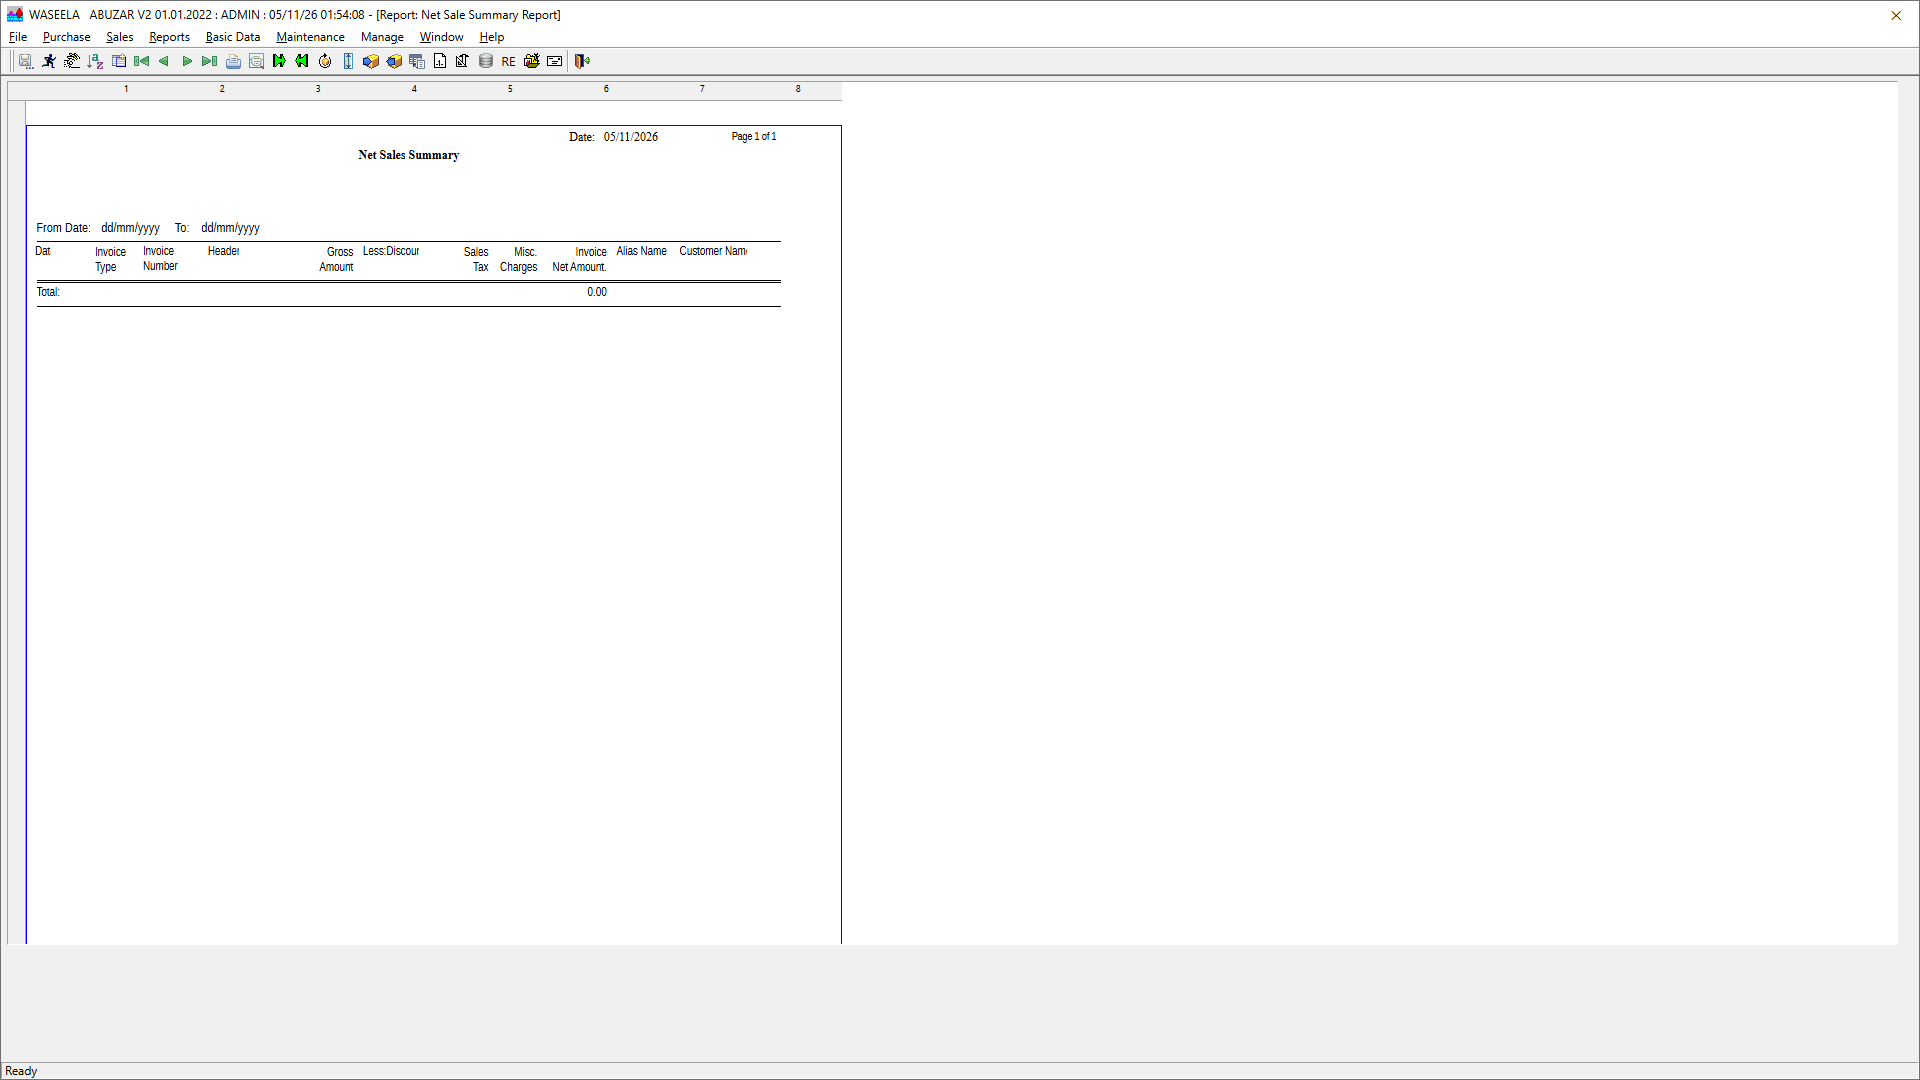 WASEELA ABUZAR V2 01.01.2022 : ADMIN : 05/11/26 01:54:08 - [Report: Net Sale Summary Report]
File Purchase Sales Reports Basic Data Maintenance Manage Window Help
RE
1 2 3 4 5 6 7 8
Date: 05/11/2026 Page 1 of 1
Net Sales Summary
From Date: dd/mm/yyyy To: dd/mm/yyyy
Dat Invoice Invoice Header Gross Less:Discour Sales Misc. Invoice Alias Name Customer Nam
Type Number Amount Tax Charges Net Amount.
Total: 0.00
Ready